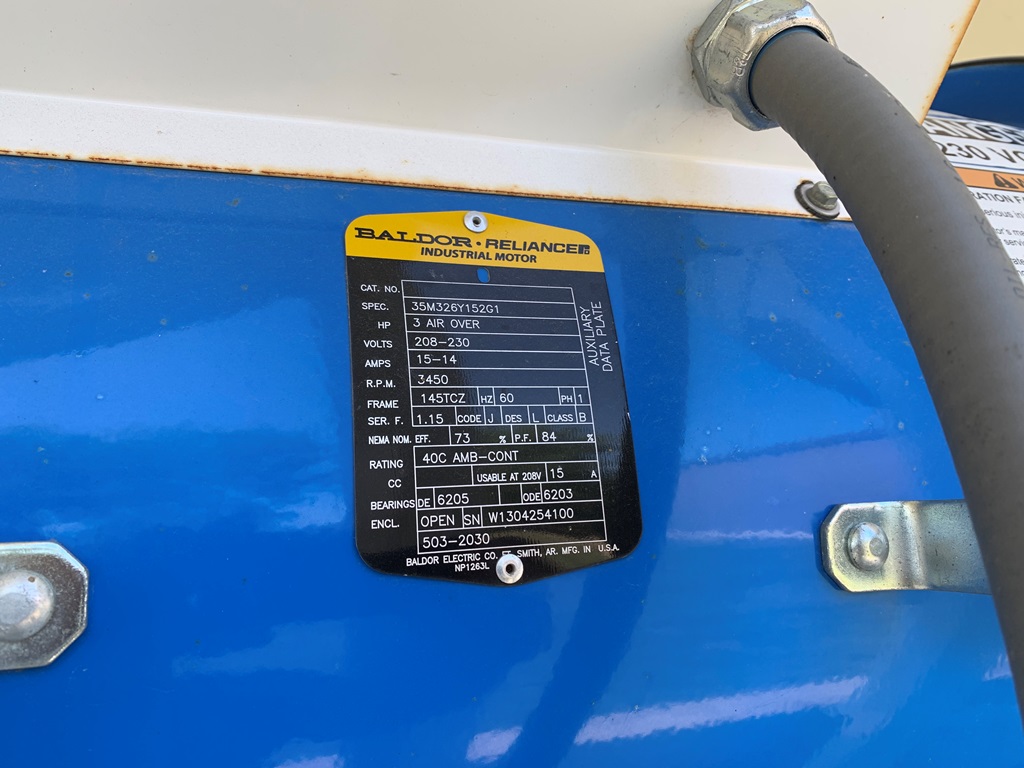 BALDOR • RELIANCE
INDUSTRIAL MOTOR
CAT. NO.
SPEC. 35M326Y152G1
HP 3 AIR OVER
VOLTS 208-230
AMPS 15-14
R.P.M. 3450
FRAME 145TCZ HZ 60 PH 1
SER. F. 1.15 CODE J DES L CLASS B
NEMA NOM. EFF. 73 % P.F. 84 %
RATING 40C AMB-CONT
CC USABLE AT 208V 15 A
BEARINGS DE 6205 ODE 6203
ENCL. OPEN SN W1304254100
503-2030
BALDOR ELECTRIC CO. FT. SMITH, AR. MFG. IN U.S.A.
NP1263L
AUXILIARY
DATA PLATE
230